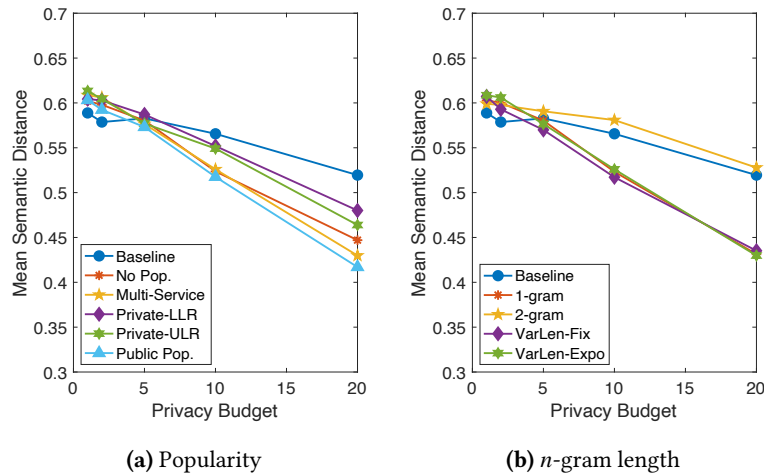 0.7
0.65
0.6
0.55
0.5
0.45
0.4
0.35
0.3
Mean Semantic Distance
Baseline
No Pop.
Multi-Service
Private-LLR
Private-ULR
Public Pop.
0 5 10 15 20
Privacy Budget
(a) Popularity
0.7
0.65
0.6
0.55
0.5
0.45
0.4
0.35
0.3
Mean Semantic Distance
Baseline
1-gram
2-gram
VarLen-Fix
VarLen-Expo
0 5 10 15 20
Privacy Budget
(b) n-gram length